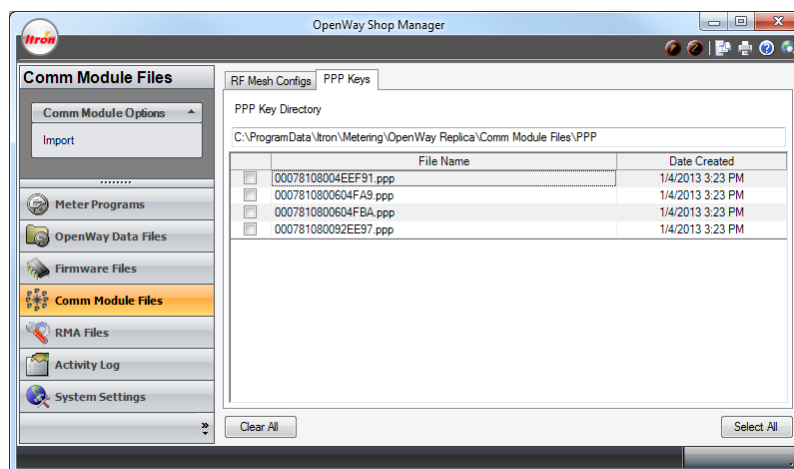 OpenWay Shop Manager
Itron
Comm Module Files
Comm Module Options
Import
Meter Programs
OpenWay Data Files
Firmware Files
Comm Module Files
RMA Files
Activity Log
System Settings
»
RF Mesh Configs PPP Keys
PPP Key Directory
C:\ProgramData\Itron\Metering\OpenWay Replica\Comm Module Files\PPP
File Name Date Created
00078108004EEF91.ppp 1/4/2013 3:23 PM
0007810800604FA9.ppp 1/4/2013 3:23 PM
0007810800604FBA.ppp 1/4/2013 3:23 PM
000781080092EE97.ppp 1/4/2013 3:23 PM
Clear All Select All